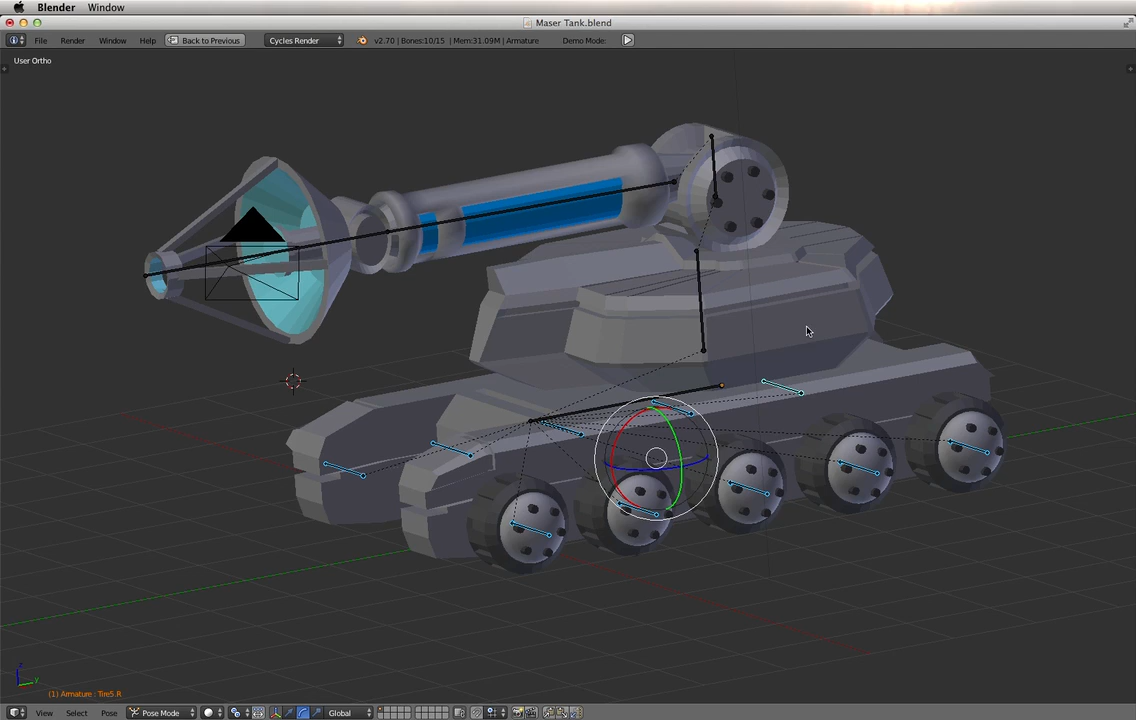 Blender Window
Maser Tank.blend
File Render Window Help Back to Previous Cycles Render v2.70 | Bones:10/15 | Mem:31.09M | Armature Demo Mode:
User Ortho
z
y
(1) Armature : Tire5.R
View Select Pose Pose Mode Global